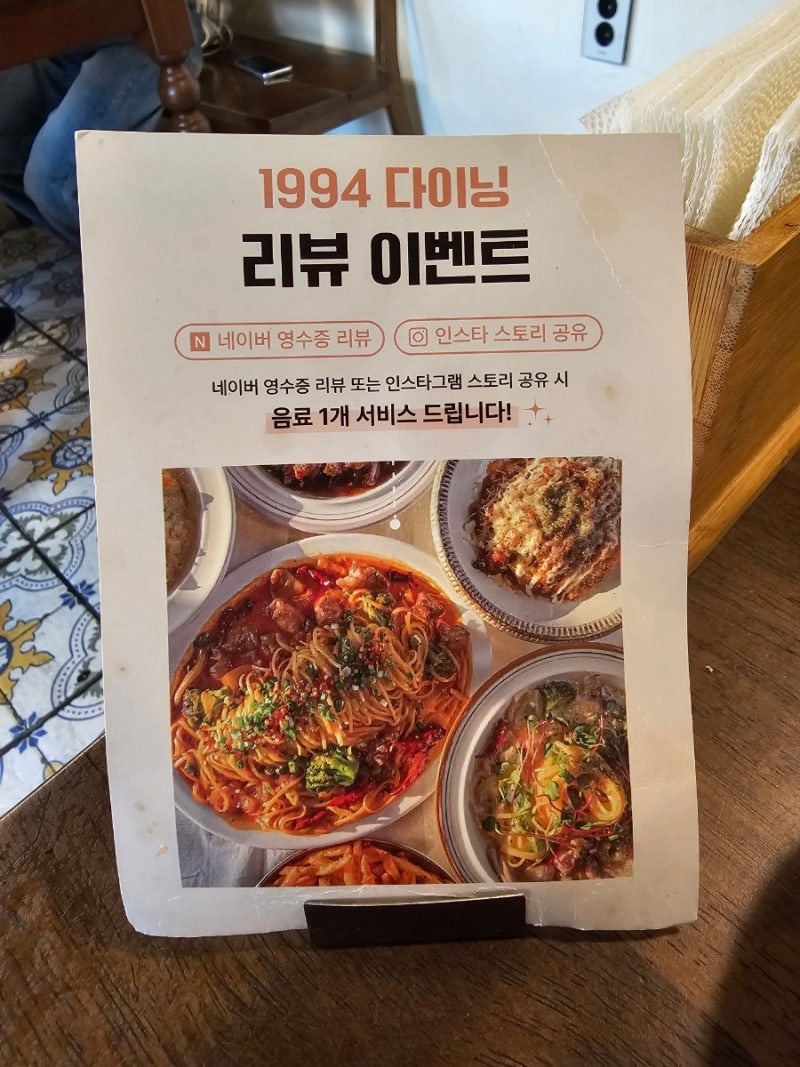 1994 다이닝
리뷰 이벤트
N 네이버 영수증 리뷰 인스타 스토리 공유
네이버 영수증 리뷰 또는 인스타그램 스토리 공유 시
음료 1개 서비스 드립니다!